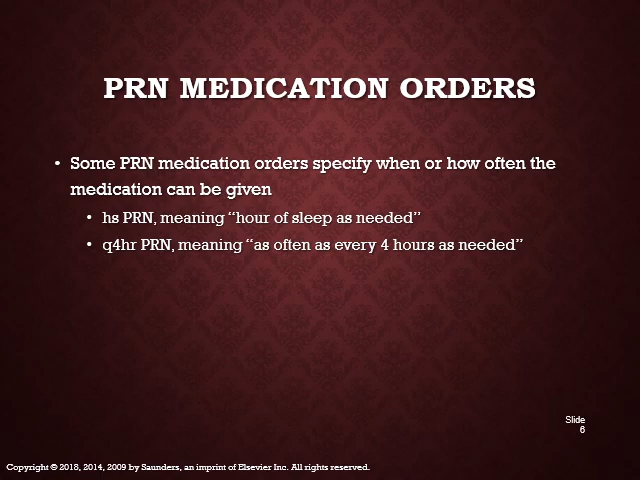 PRN MEDICATION ORDERS
• Some PRN medication orders specify when or how often the
medication can be given
• hs PRN, meaning “hour of sleep as needed”
• q4hr PRN, meaning “as often as every 4 hours as needed”
Slide
6
Copyright © 2018, 2014, 2009 by Saunders, an imprint of Elsevier Inc. All rights reserved.